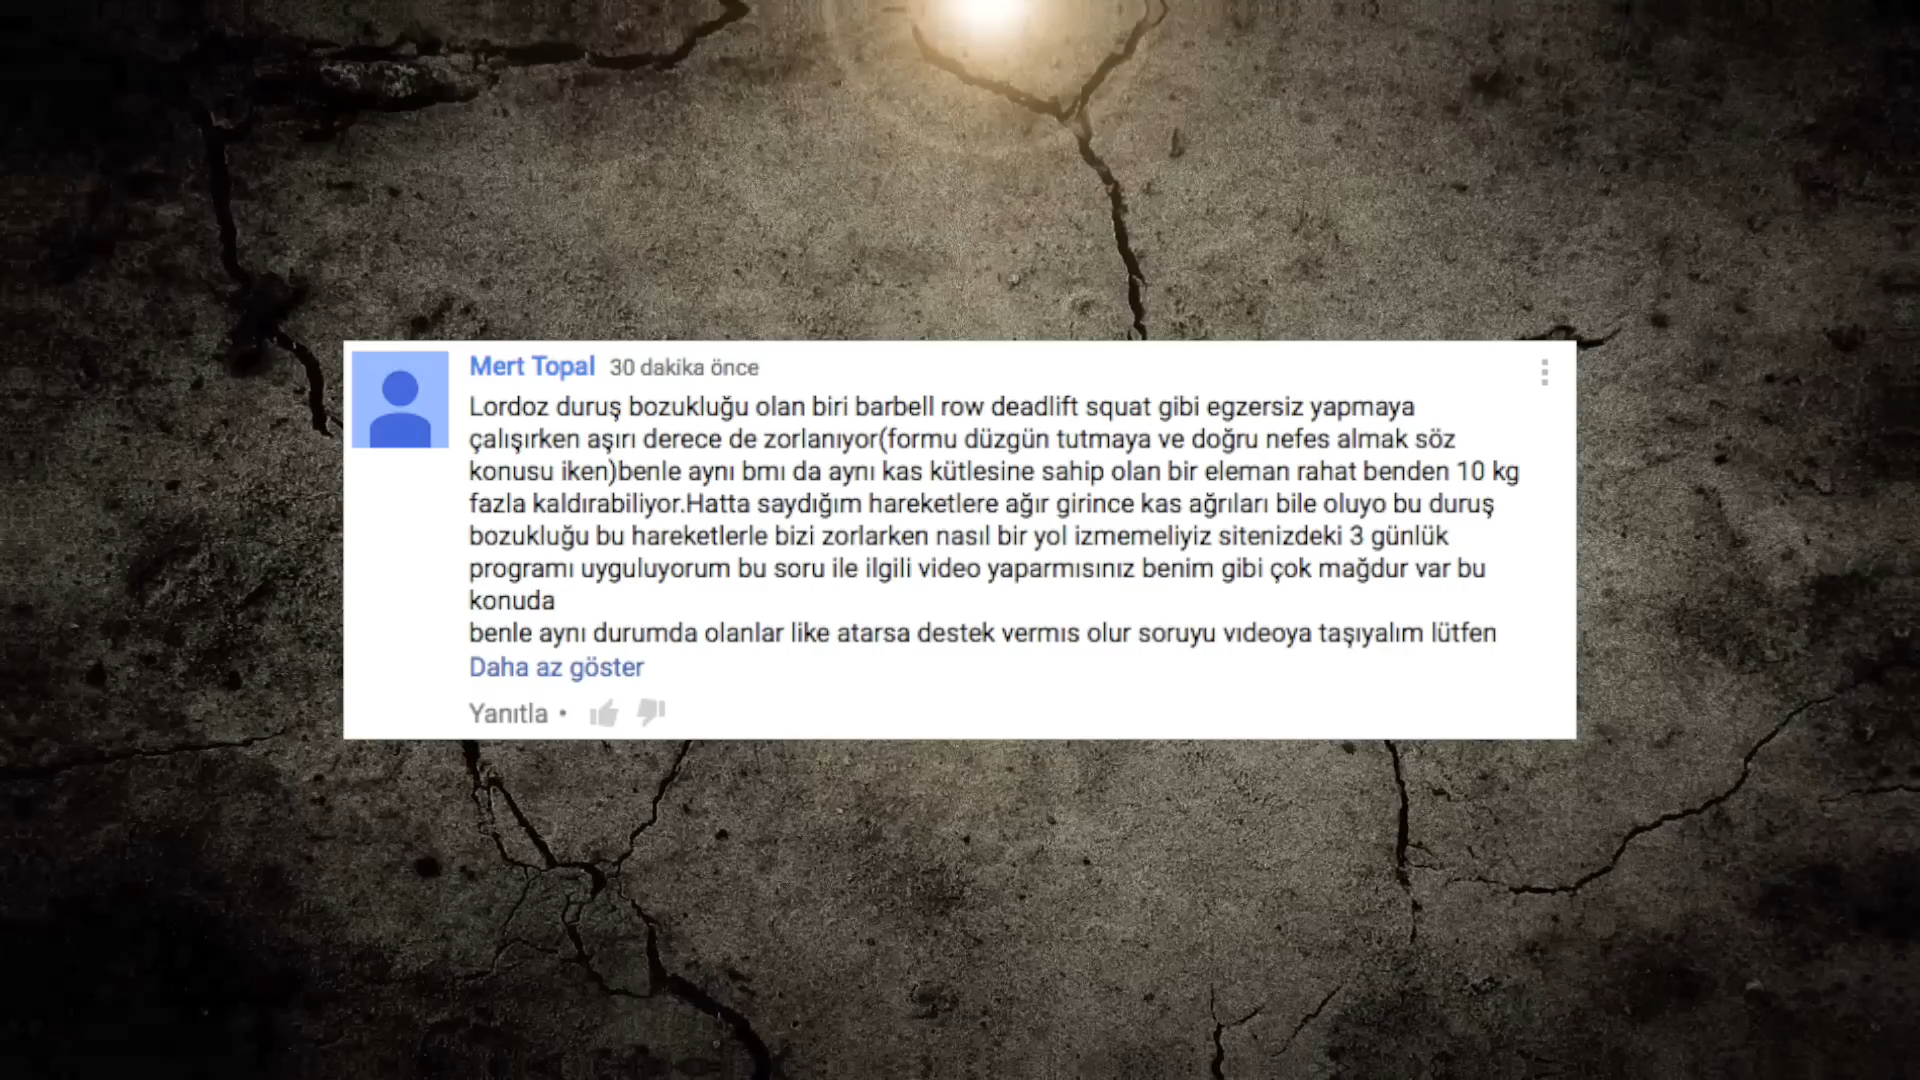 Mert Topal 30 dakika önce
Lordoz duruş bozukluğu olan biri barbell row deadlift squat gibi egzersiz yapmaya
çalışırken aşırı derece de zorlanıyor(formu düzgün tutmaya ve doğru nefes almak söz
konusu iken)benle aynı bmı da aynı kas kütlesine sahip olan bir eleman rahat benden 10 kg
fazla kaldırabiliyor.Hatta saydığım hareketlere ağır girince kas ağrıları bile oluyo bu duruş
bozukluğu bu hareketlerle bizi zorlarken nasıl bir yol izmemeliyiz sitenizdeki 3 günlük
programı uyguluyorum bu soru ile ilgili video yaparmısınız benim gibi çok mağdur var bu
konuda
benle aynı durumda olanlar like atarsa destek vermıs olur soruyu vıdeoya taşıyalım lütfen
Daha az göster
Yanıtla •